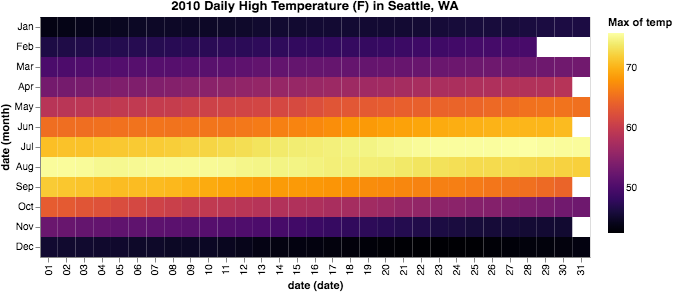 2010 Daily High Temperature (F) in Seattle, WA
Max of temp
Jan
Feb
Mar
Apr
May
Jun
Jul
Aug
Sep
Oct
Nov
Dec
date (month)
70
60
50
01 02 03 04 05 06 07 08 09 10 11 12 13 14 15 16 17 18 19 20 21 22 23 24 25 26 27 28 29 30 31
date (date)